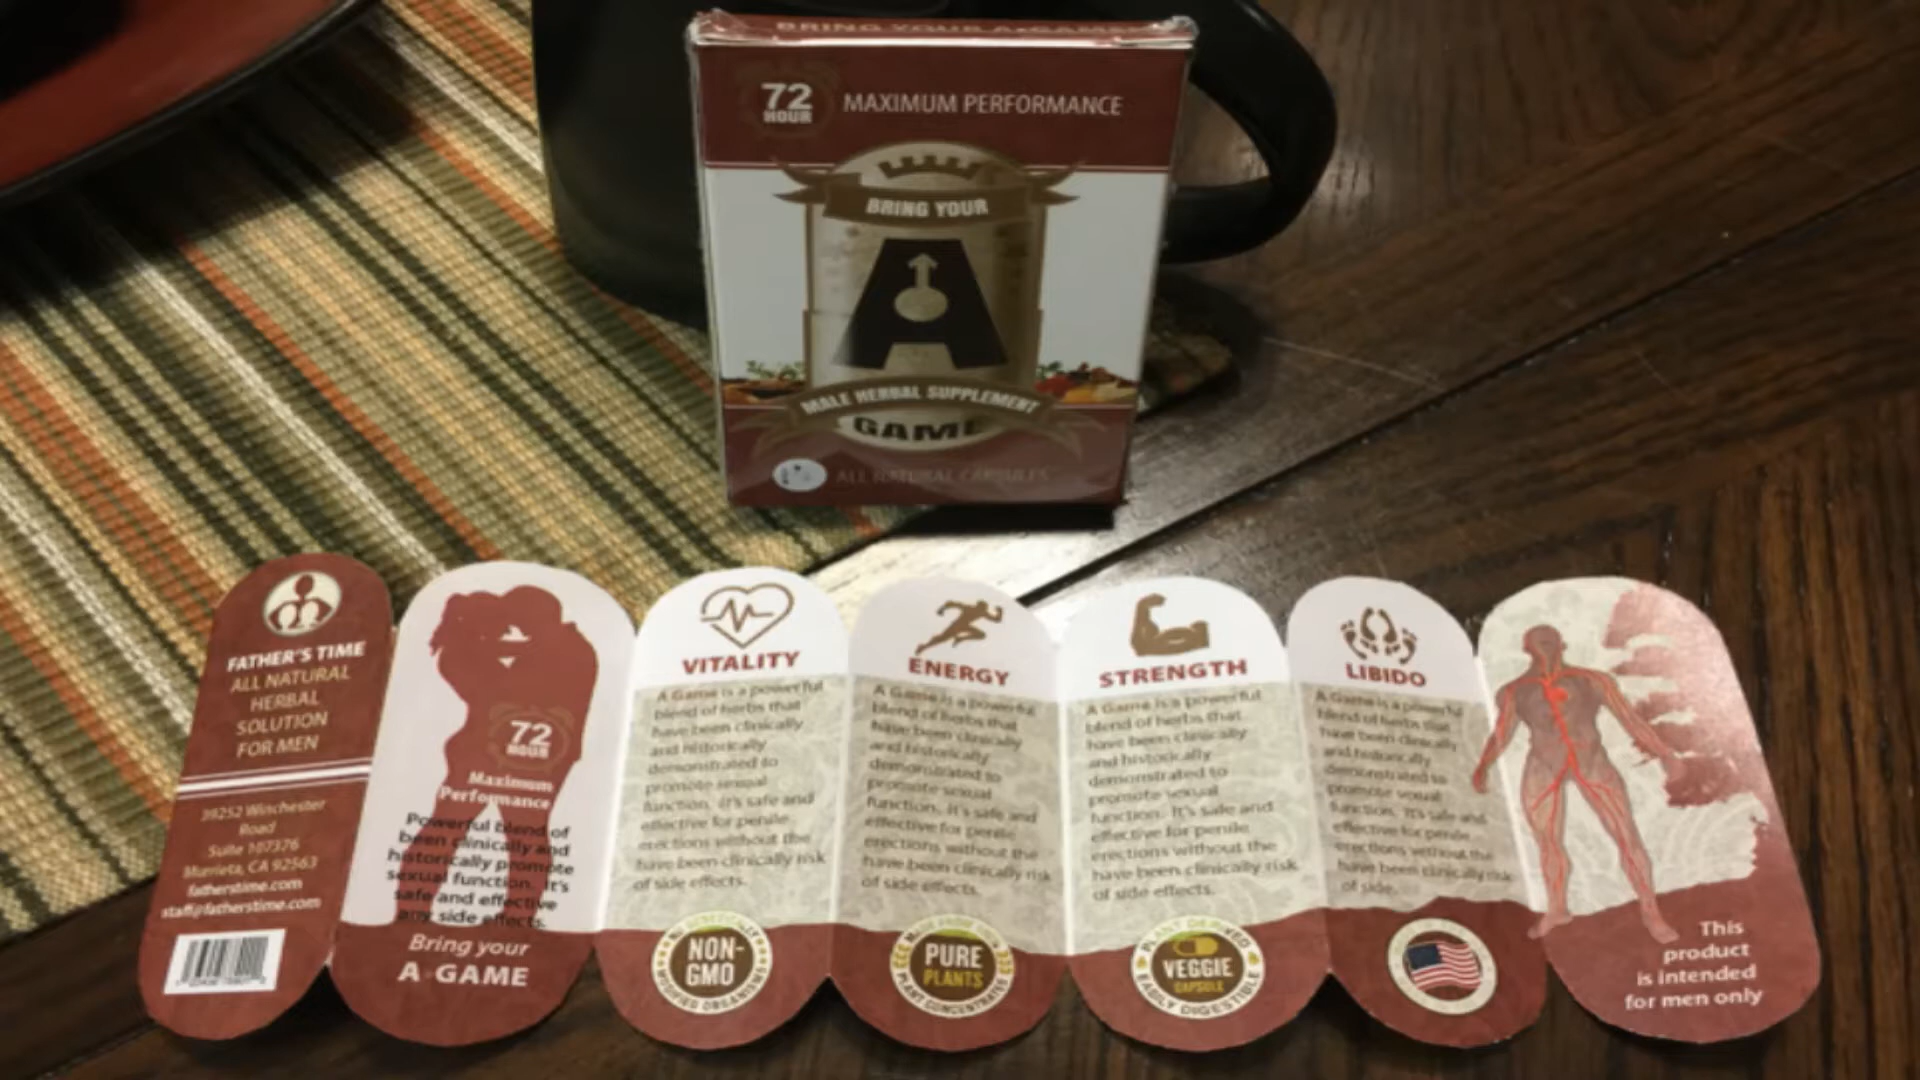 BRING YOUR A-GAME
72
HOUR
MAXIMUM PERFORMANCE
BRING YOUR
A
MALE HERBAL SUPPLEMENT
GAME
ALL NATURAL CAPSULES
FATHER'S TIME
ALL NATURAL
HERBAL
SOLUTION
FOR MEN
39252 Winchester
Road
Suite 107376
Murrieta, CA 92563
fatherstime.com
staff@fatherstime.com
72
HOUR
Maximum
Performance
Powerful blend of
been clinically and
historically promote
sexual function. It's
safe and effective
any side effects.
Bring your
A-GAME
VITALITY
A Game is a powerful
blend of herbs that
have been clinically
and historically
demonstrated to
promote sexual
function. It's safe and
effective for penile
erections without the
have been clinically risk
of side effects.
NON-
GMO
MODIFIED ORGANISMS
ENERGY
A Game is a powerful
blend of herbs that
have been clinically
and historically
demonstrated to
promote sexual
function. It's safe and
effective for penile
erections without the
have been clinically risk
of side effects.
PURE
PLANTS
PLANT CONCENTRATES
STRENGTH
A Game is a powerful
blend of herbs that
have been clinically
and historically
demonstrated to
promote sexual
function. It's safe and
effective for penile
erections without the
have been clinically risk
of side effects.
PLANT DERIVED
VEGGIE
CAPSULE
EASILY DIGESTIBLE
LIBIDO
A Game is a powerful
blend of herbs that
have been clinically
and historically
demonstrated to
promote sexual
function. It's safe and
effective for penile
erections without the
have been clinically risk
of side.
This
product
is intended
for men only